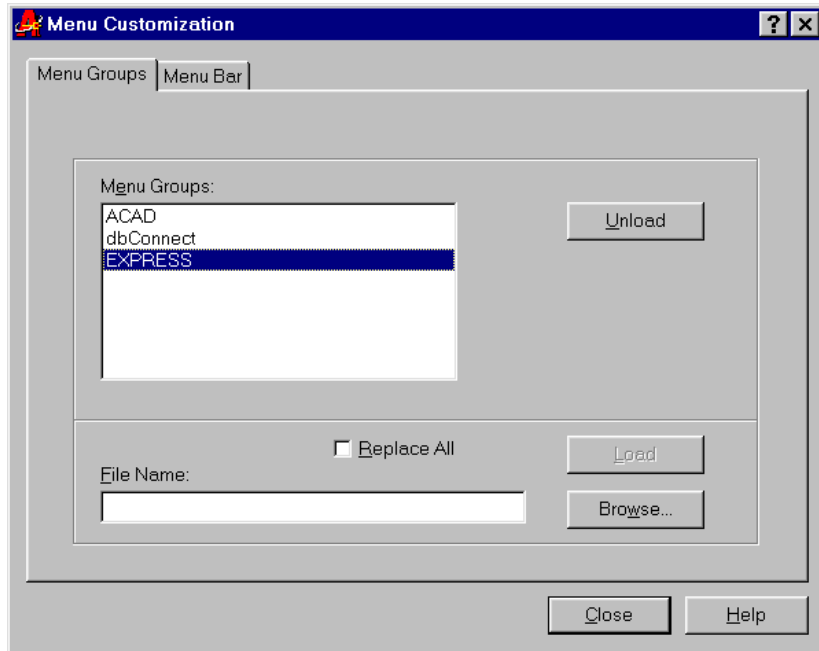 Menu Customization
Menu Groups Menu Bar
Menu Groups:
ACAD
dbConnect
EXPRESS
Unload
Replace All
Load
File Name:
Browse...
Close Help